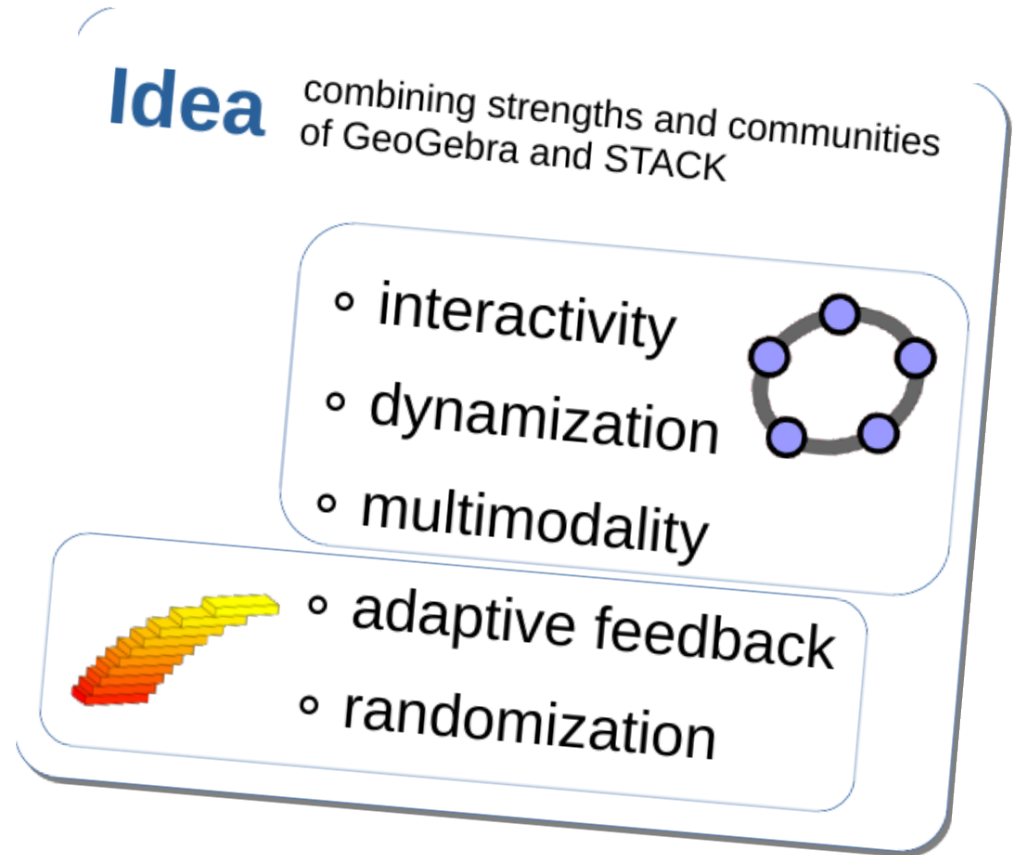 Idea
combining strengths and communities
of GeoGebra and STACK
interactivity
dynamization
multimodality
adaptive feedback
randomization